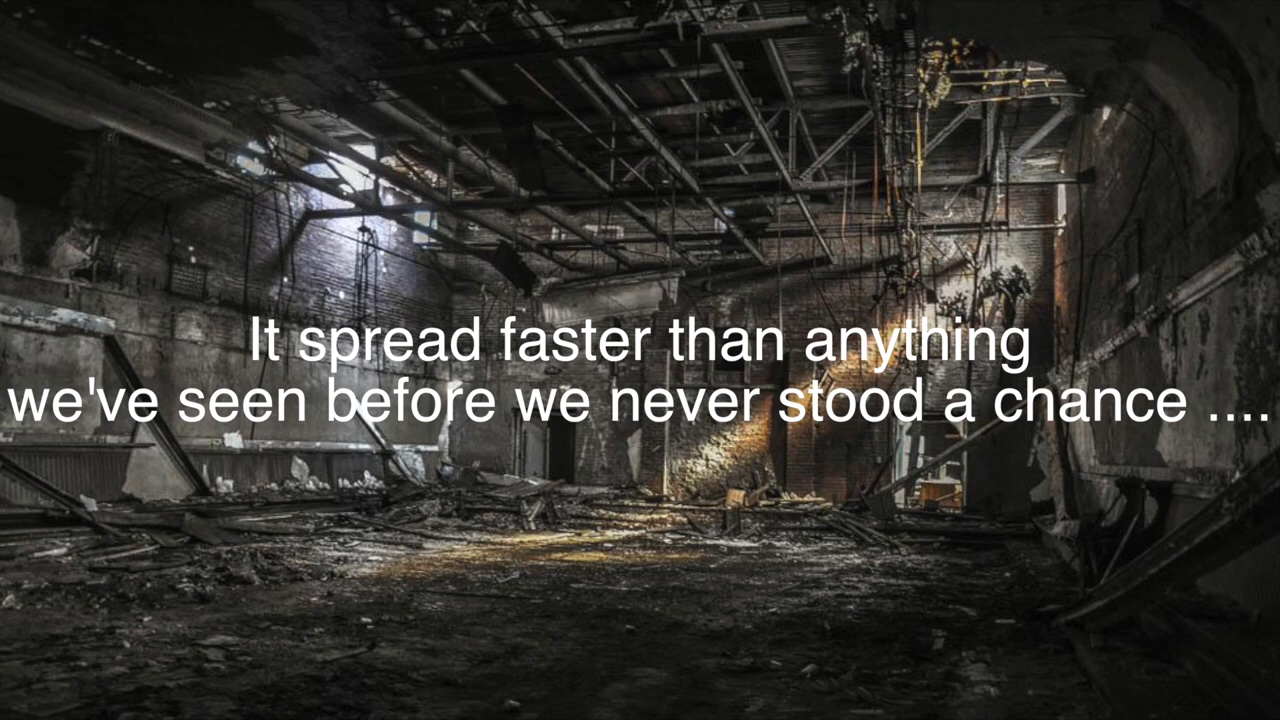 It spread faster than anything
we've seen before we never stood a chance ....